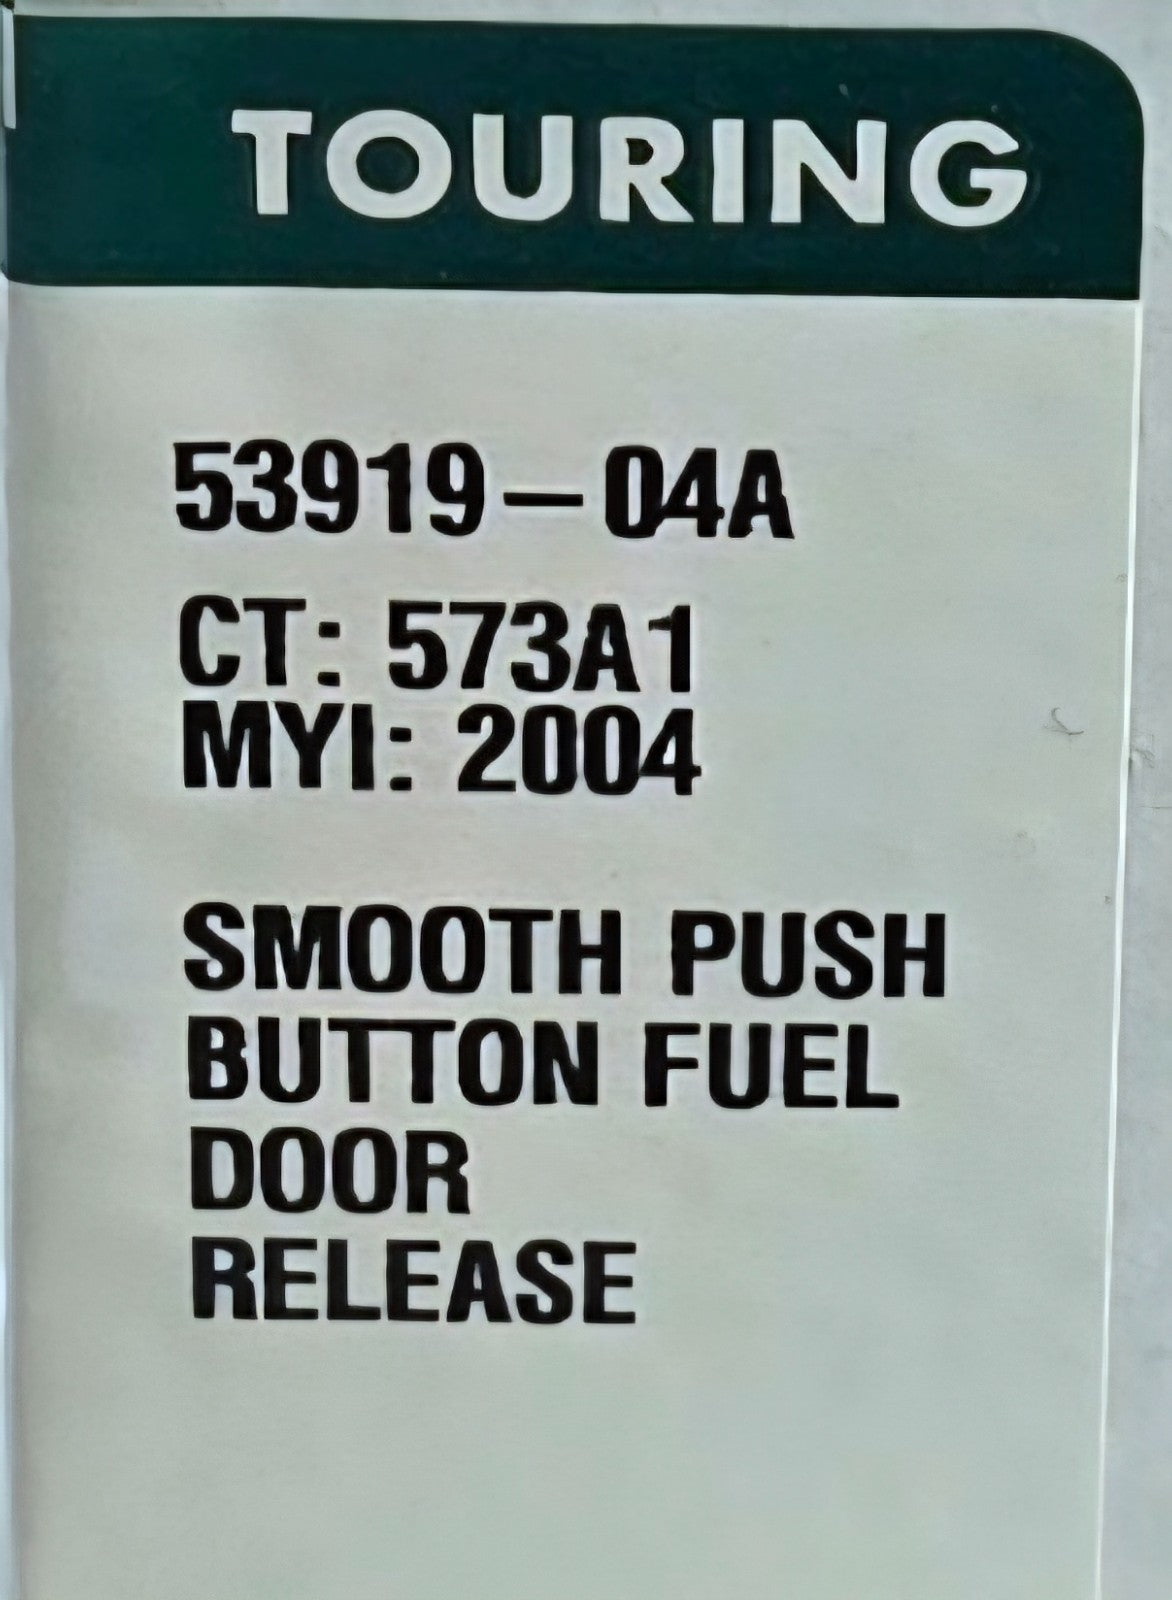 TOURING
53919-04A
CT: 573A1
MYI: 2004
SMOOTH PUSH
BUTTON FUEL
DOOR
RELEASE